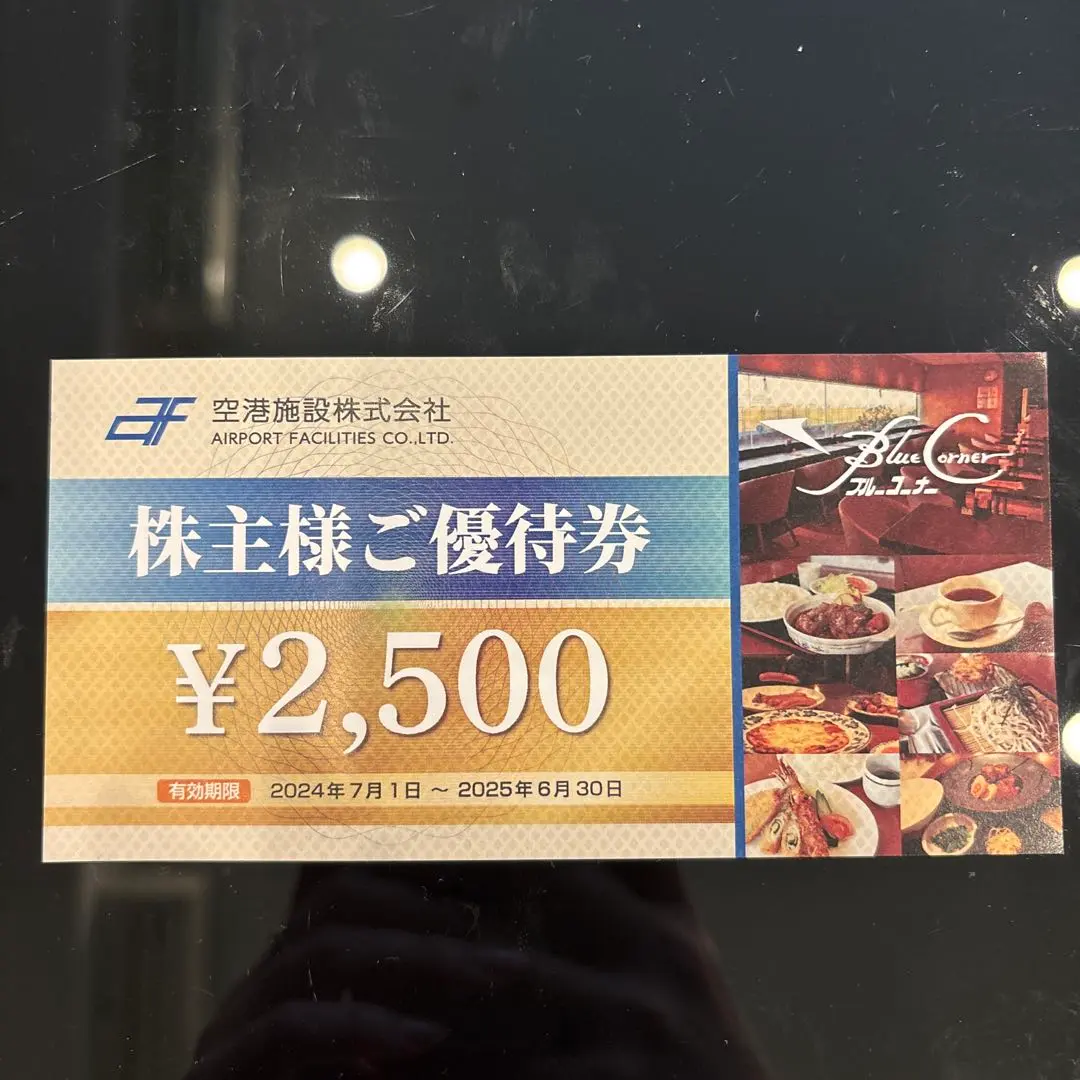 空港施設株式会社
AIRPORT FACILITIES CO.,LTD.
株主様ご優待券
¥2,500
有効期限 2024年7月1日 ~ 2025年6月30日
Blue Corner
ブルーコーナー